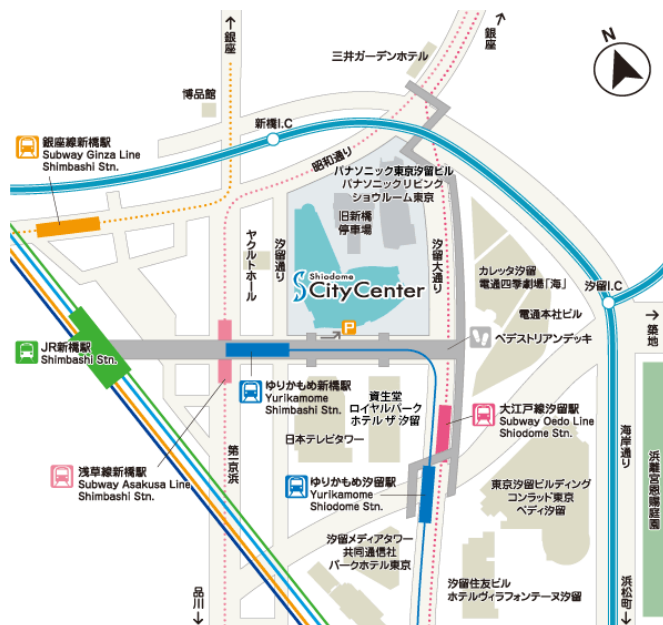 ↑銀座
銀座
N
三井ガーデンホテル
博品館
新橋I.C
銀座線新橋駅
Subway Ginza Line
Shimbashi Stn.
昭和通り
パナソニック東京汐留ビル
パナソニックリビング
ショウルーム東京
旧新橋
停車場
ヤクルトホール
汐留通り
汐留大通り
Shiodome
CityCenter
カレッタ汐留
電通四季劇場「海」
汐留I.C
電通本社ビル
→築地
P
ペデストリアンデッキ
JR新橋駅
Shimbashi Stn.
ゆりかもめ新橋駅
Yurikamome
Shimbashi Stn.
資生堂
ロイヤルパーク
ホテル ザ 汐留
大江戸線汐留駅
Subway Oedo Line
Shiodome Stn.
日本テレビタワー
第一京浜
海岸通り
浜離宮恩賜庭園
浅草線新橋駅
Subway Asakusa Line
Shimbashi Stn.
ゆりかもめ汐留駅
Yurikamome
Shiodome Stn.
東京汐留ビルディング
コンラッド東京
ペディ汐留
汐留メディアタワー
共同通信社
パークホテル東京
汐留住友ビル
ホテルヴィラフォンテーヌ汐留
品川↓
浜松町↓